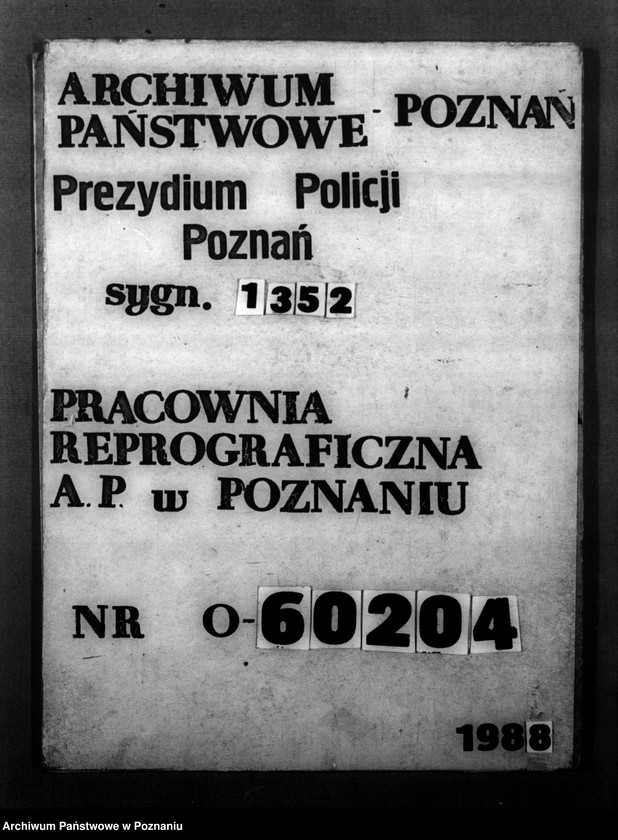 ARCHIWUM
PAŃSTWOWE - POZNAŃ
Prezydium Policji
Poznań
sygn. 1352
PRACOWNIA
REPROGRAFICZNA
A.P. w POZNANIU
NR O-60204
1988
Archiwum Państwowe w Poznaniu